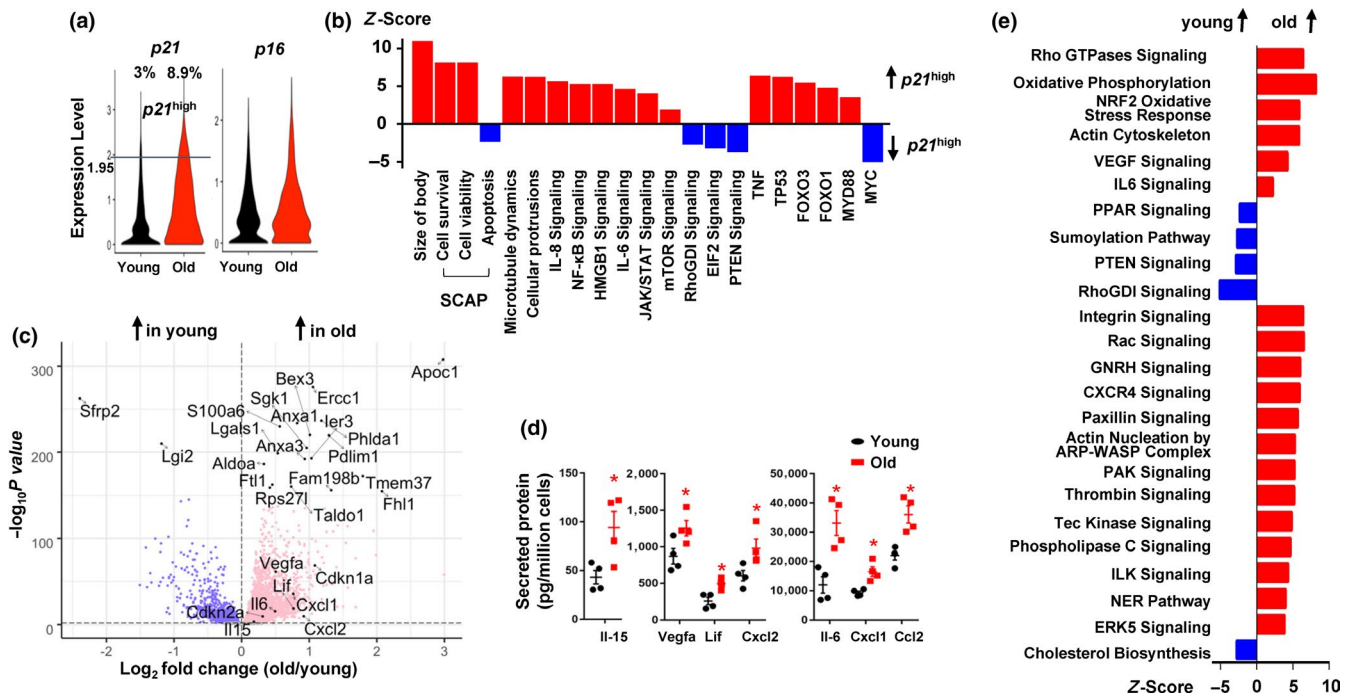 (a)
p21
p16
3%
8.9%
p21high
Expression Level
3
2
1.95
1
0
2
1
0
Young
Old
Young
Old
(b)
Z-Score
10
5
0
−5
p21high
p21high
Size of body
Cell survival
Cell viability
Apoptosis
SCAP
Microtubule dynamics
Cellular protrusions
IL-8 Signaling
NF-κB Signaling
HMGB1 Signaling
IL-6 Signaling
JAK/STAT Signaling
mTOR Signaling
RhoGDI Signaling
EIF2 Signaling
PTEN Signaling
TNF
TP53
FOXO3
FOXO1
MYD88
MYC
(c)
in young
in old
300
200
100
0
−log10P value
Apoc1
Bex3
Ercc1
Sfrp2
Sgk1
S100a6
Anxa1
Ier3
Lgals1
Phlda1
Lgi2
Anxa3
Pdlim1
Aldoa
Ftl1
Fam198b
Tmem37
Rps27l
Fhl1
Taldo1
Vegfa
Cdkn1a
Lif
Il6
Cxcl1
Cdkn2a
Il15
Cxcl2
−2
−1
0
1
2
3
Log2 fold change (old/young)
(d)
Young
Old
Secreted protein
(pg/million cells)
150
100
50
0
*
Il-15
2,000
1,500
1,000
500
0
*
*
*
Vegfa
Lif
Cxcl2
50,000
40,000
30,000
20,000
10,000
0
*
*
*
Il-6
Cxcl1
Ccl2
(e)
young
old
Rho GTPases Signaling
Oxidative Phosphorylation
NRF2 Oxidative
Stress Response
Actin Cytoskeleton
VEGF Signaling
IL6 Signaling
PPAR Signaling
Sumoylation Pathway
PTEN Signaling
RhoGDI Signaling
Integrin Signaling
Rac Signaling
GNRH Signaling
CXCR4 Signaling
Paxillin Signaling
Actin Nucleation by
ARP-WASP Complex
PAK Signaling
Thrombin Signaling
Tec Kinase Signaling
Phospholipase C Signaling
ILK Signaling
NER Pathway
ERK5 Signaling
Cholesterol Biosynthesis
Z-Score
−5
0
5
10